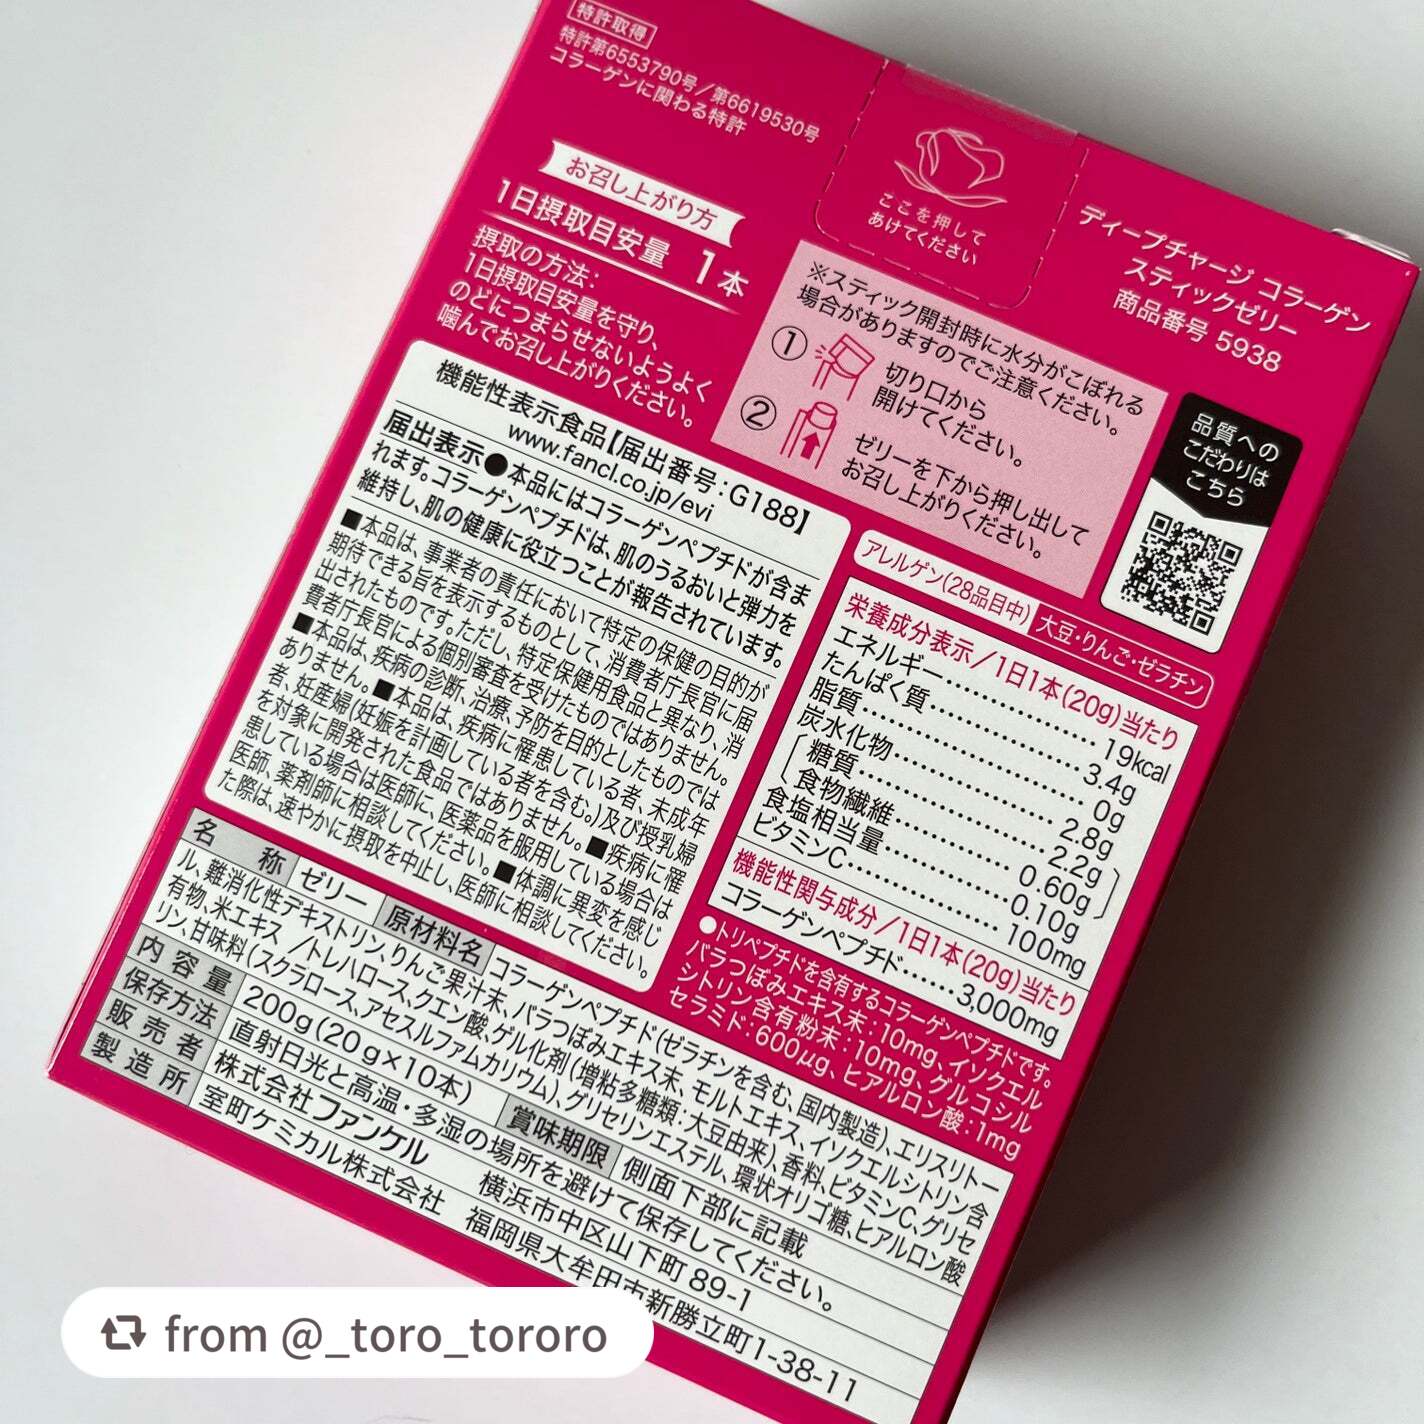 特許取得
特許第6553790号／第6619530号
コラーゲンに関わる特許
お召し上がり方
1日摂取目安量 1本
摂取の方法：
1日摂取目安量を守り、
のどにつまらせないようよく
噛んでお召し上がりください。
ここを押して
あけてください
ディープチャージ コラーゲン
スティックゼリー
商品番号 5938
※スティック開封時に水分がこぼれる
場合がありますのでご注意ください。
① 切り口から
開けてください。
② ゼリーを下から押し出して
お召し上がりください。
品質への
こだわりは
こちら
機能性表示食品【届出番号：G188】
www.fancl.co.jp/evi
届出表示●本品にはコラーゲンペプチドが含ま
れます。コラーゲンペプチドは、肌のうるおいと弾力を
維持し、肌の健康に役立つことが報告されています。
■本品は、事業者の責任において特定の保健の目的が
期待できる旨を表示するものとして、消費者庁長官に届
出されたものです。ただし、特定保健用食品と異なり、消
費者庁長官による個別審査を受けたものではありません。
■本品は、疾病の診断、治療、予防を目的としたものでは
ありません。■本品は、疾病に罹患している者、未成年
者、妊産婦(妊娠を計画している者を含む。)及び授乳婦
を対象に開発された食品ではありません。■疾病に罹
患している場合は医師に、医薬品を服用している場合は
医師、薬剤師に相談してください。■体調に異変を感じ
た際は、速やかに摂取を中止し、医師に相談してください。
アレルゲン(28品目中) 大豆・りんご・ゼラチン
栄養成分表示／1日1本(20g)当たり
エネルギー……………19kcal
たんぱく質……………3.4g
脂質……………0g
炭水化物……………2.8g
糖質……………2.2g
食物繊維……………0.60g
食塩相当量……………0.10g
ビタミンC……………100mg
機能性関与成分／1日1本(20g)当たり
コラーゲンペプチド……3,000mg
●トリペプチドを含有するコラーゲンペプチドです。
バラつぼみエキス末：10mg、イソクエル
シトリン含有粉末：10mg、グルコシル
セラミド：600μg、ヒアルロン酸：1mg
名称 ゼリー 原材料名 コラーゲンペプチド(ゼラチンを含む、国内製造)、エリスリトー
ル、難消化性デキストリン、りんご果汁末、バラつぼみエキス末、モルトエキス、イソクエルシトリン含
有物、米エキス／トレハロース、クエン酸、ゲル化剤(増粘多糖類：大豆由来)、香料、ビタミンC、グリセ
リン、甘味料(スクラロース、アセスルファムカリウム)、グリセリンエステル、環状オリゴ糖、ヒアルロン酸
内容量 200g(20g×10本) 賞味期限 側面下部に記載
保存方法 直射日光と高温・多湿の場所を避けて保存してください。
販売者 株式会社ファンケル 横浜市中区山下町89-1
製造所 室町ケミカル株式会社 福岡県大牟田市新勝立町1-38-11
from @_toro_tororo